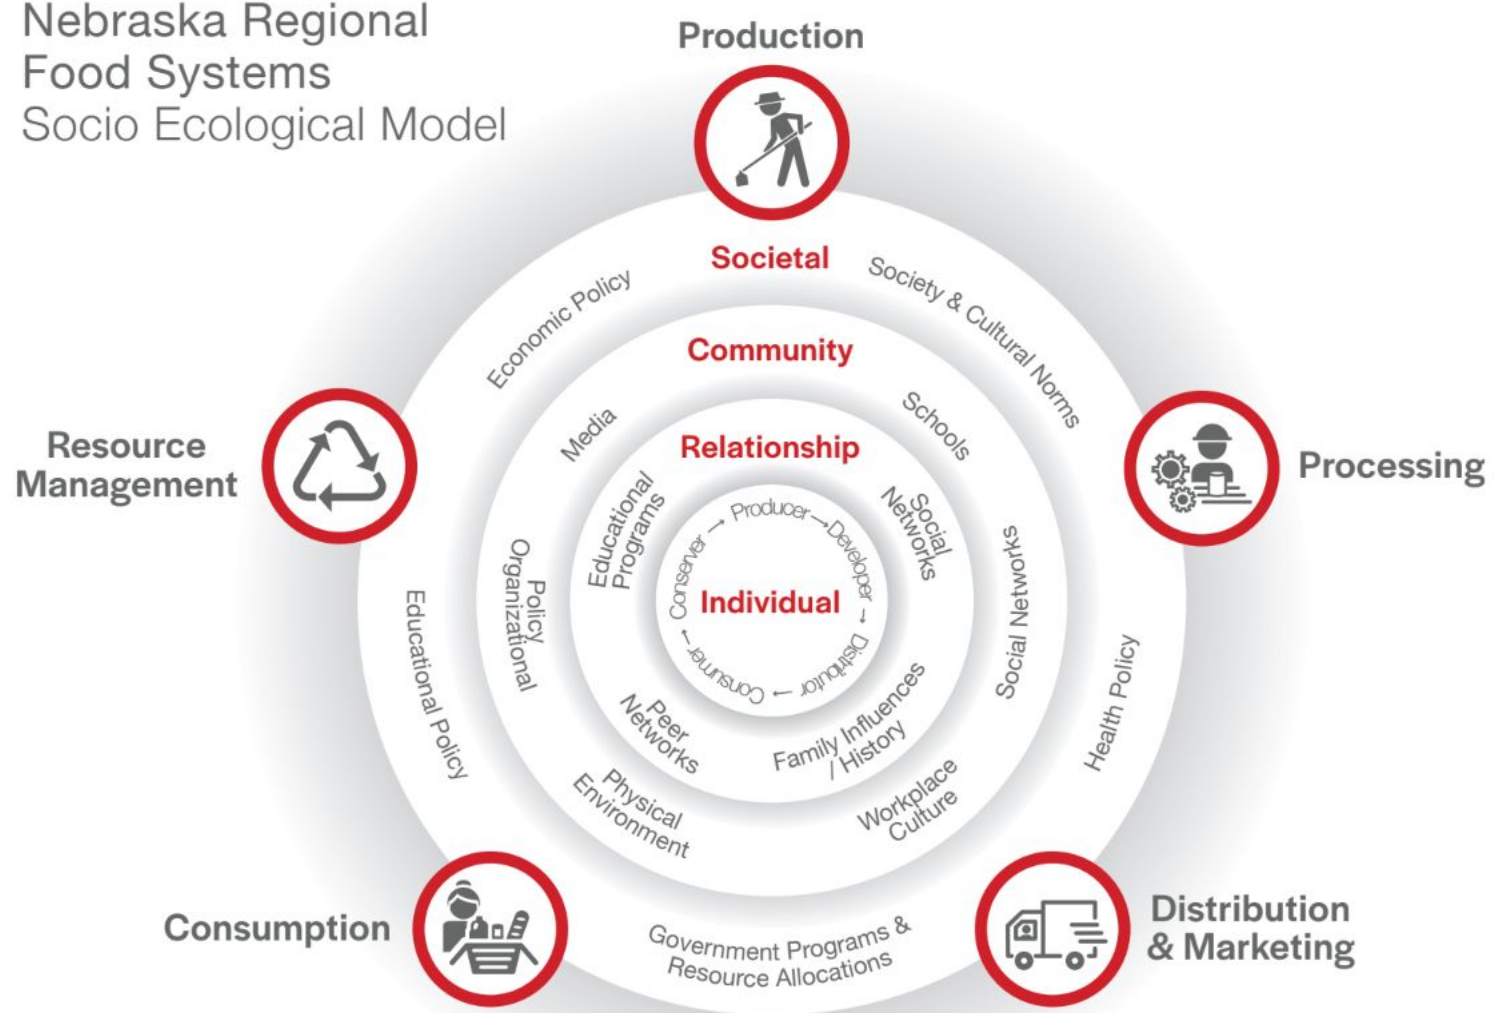 Nebraska Regional
Food Systems
Socio Ecological Model
Production
Societal
Economic Policy
Society & Cultural Norms
Community
Media
Schools
Resource
Management
Processing
Relationship
Educational
Programs
Social
Networks
Producer → Developer → Distributor → Consumer → Conserver →
Individual
Policy
Organizational
Social Networks
Educational Policy
Health Policy
Peer
Networks
Family Influences
/ History
Physical
Environment
Workplace
Culture
Consumption
Government Programs &
Resource Allocations
Distribution
& Marketing